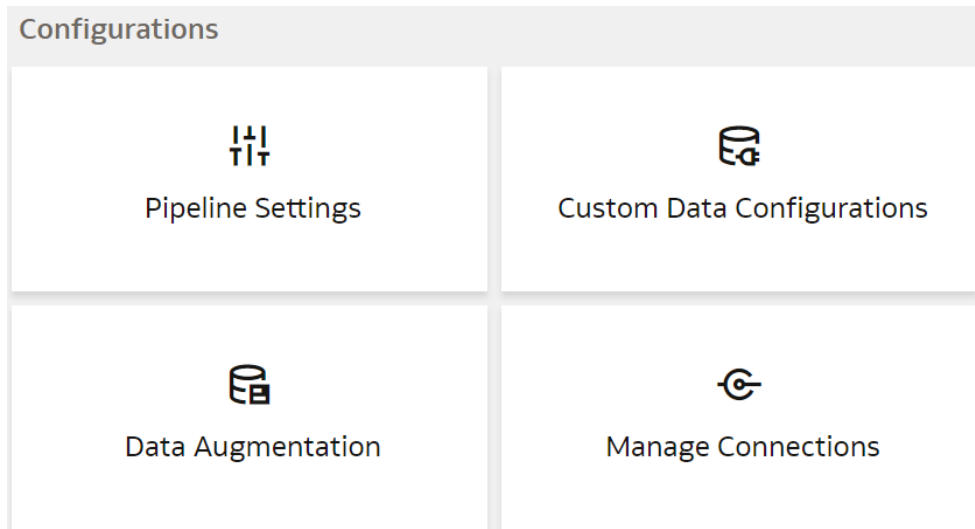 Configurations
Pipeline Settings
Custom Data Configurations
Data Augmentation
Manage Connections